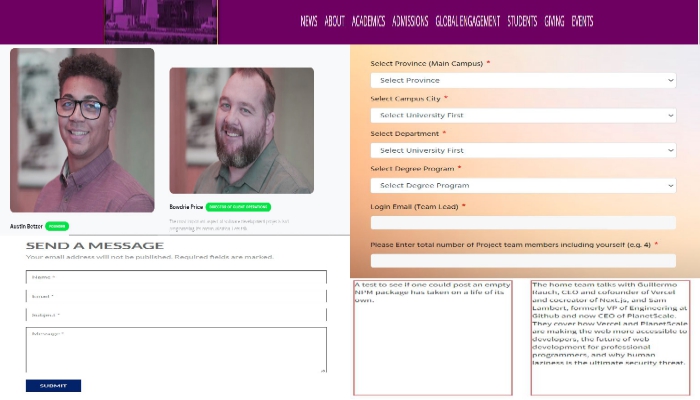 NEWS ABOUT ACADEMICS ADMISSIONS GLOBAL ENGAGEMENT STUDENTS GIVING EVENTS
Austin Botzer
Bowdrie Price DIRECTOR OF CLIENT OPERATIONS
Select Province (Main Campus) *
Select Province
Select Campus City *
Select University First
Select Department *
Select University First
Select Degree Program *
Select Degree Program
Login Email (Team Lead) *
Please Enter total number of Project team members including yourself (e.g. 4) *
SEND A MESSAGE
Your email address will not be published. Required fields are marked.
Name *
Email *
Subject *
Message *
SUBMIT
A test to see if one could post an empty
NPM package has taken on a life of its
own.
The home team talks with Guillermo
Rauch, CEO and cofounder of Vercel
and cocreator of Next.js, and Sam
Lambert, formerly VP of Engineering at
Github and now CEO of PlanetScale.
They cover how Vercel and PlanetScale
are making the web more accessible to
developers, the future of web
development for professional
programmers, and why human
laziness is the ultimate security threat.